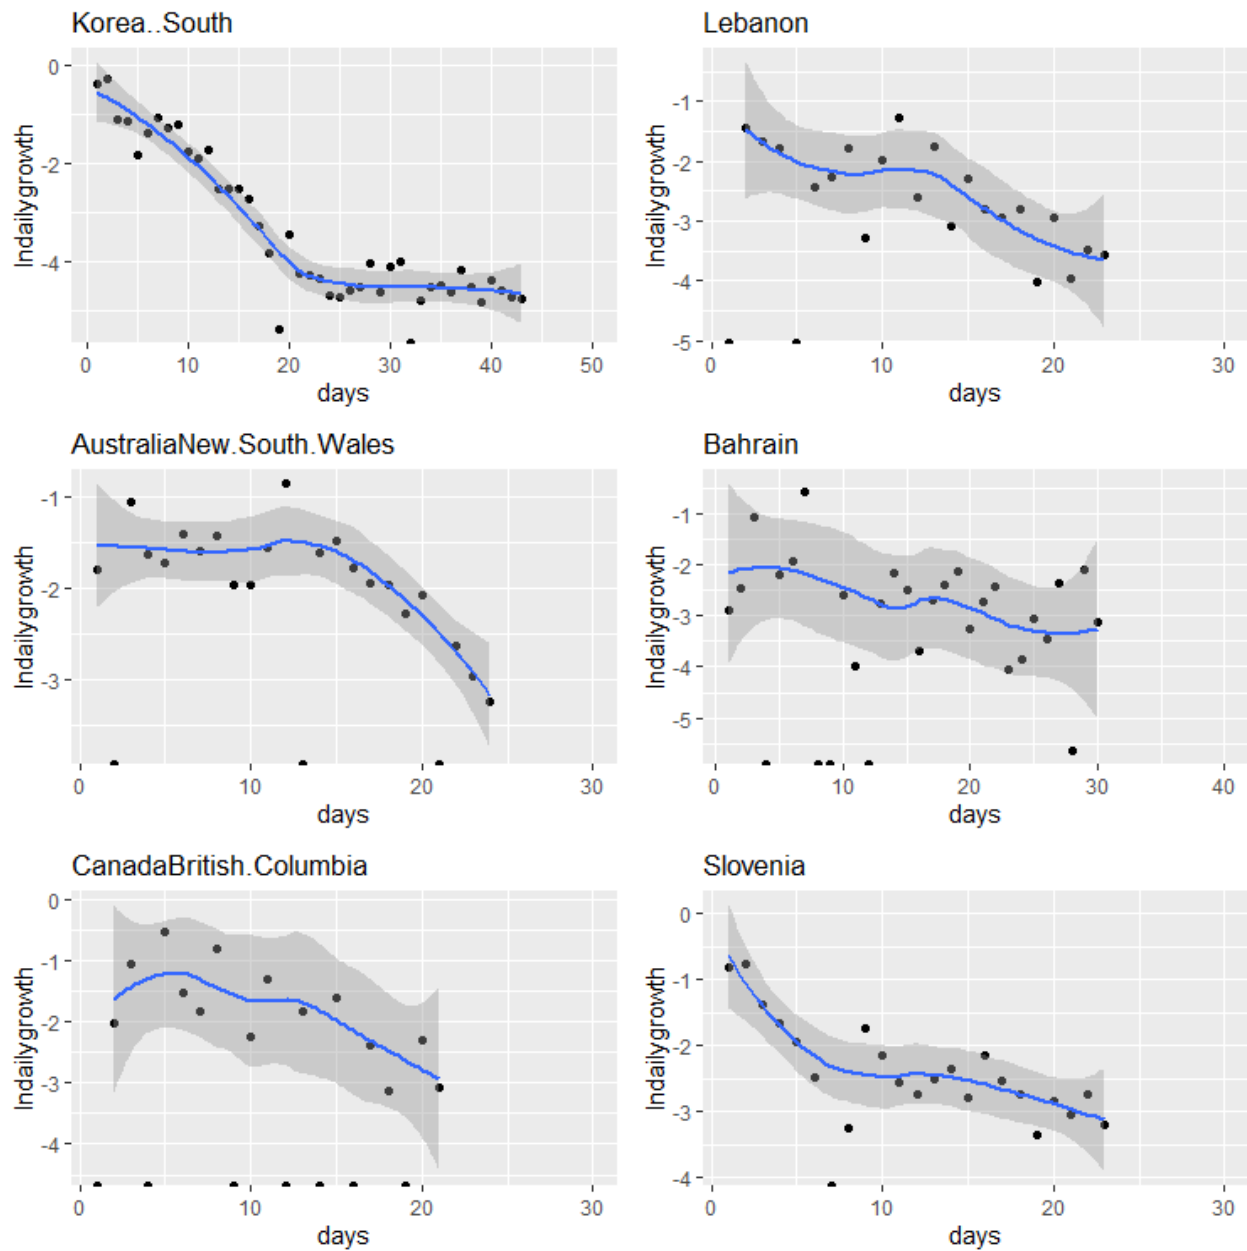 Korea..South
0
-2
-4
lndailygrowth
0 10 20 30 40 50
days
Lebanon
-1
-2
-3
-4
-5
lndailygrowth
0 10 20 30
days
AustraliaNew.South.Wales
-1
-2
-3
lndailygrowth
0 10 20 30
days
Bahrain
-1
-2
-3
-4
-5
lndailygrowth
0 10 20 30 40
days
CanadaBritish.Columbia
0
-1
-2
-3
-4
lndailygrowth
0 10 20 30
days
Slovenia
0
-1
-2
-3
-4
lndailygrowth
0 10 20 30
days